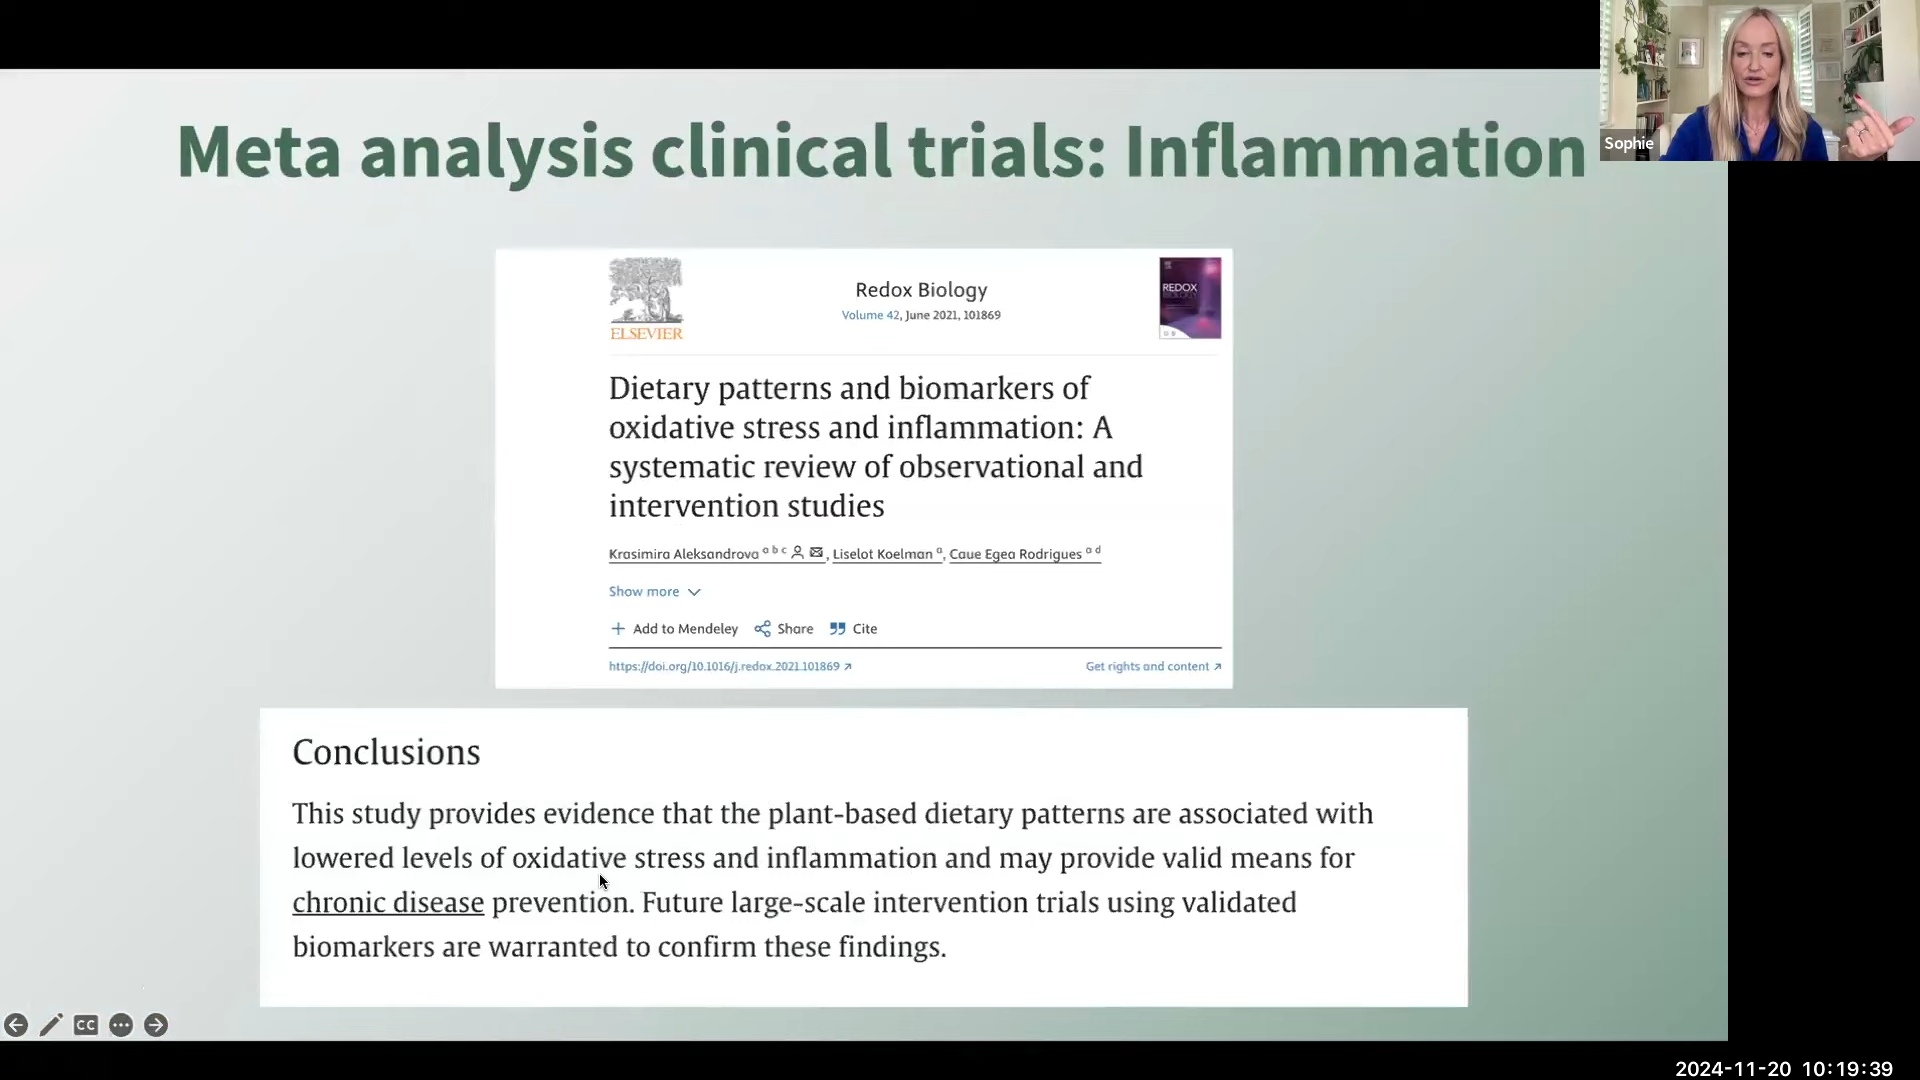 Sophie
Meta analysis clinical trials: Inflammation
ELSEVIER
Redox Biology
Volume 42, June 2021, 101869
REDOX
Dietary patterns and biomarkers of
oxidative stress and inflammation: A
systematic review of observational and
intervention studies
Krasimira Aleksandrova a b c, Liselot Koelman a, Caue Egea Rodrigues a d
Show more
Add to Mendeley Share Cite
https://doi.org/10.1016/j.redox.2021.101869 Get rights and content
Conclusions
This study provides evidence that the plant-based dietary patterns are associated with
lowered levels of oxidative stress and inflammation and may provide valid means for
chronic disease prevention. Future large-scale intervention trials using validated
biomarkers are warranted to confirm these findings.
CC
2024-11-20 10:19:39